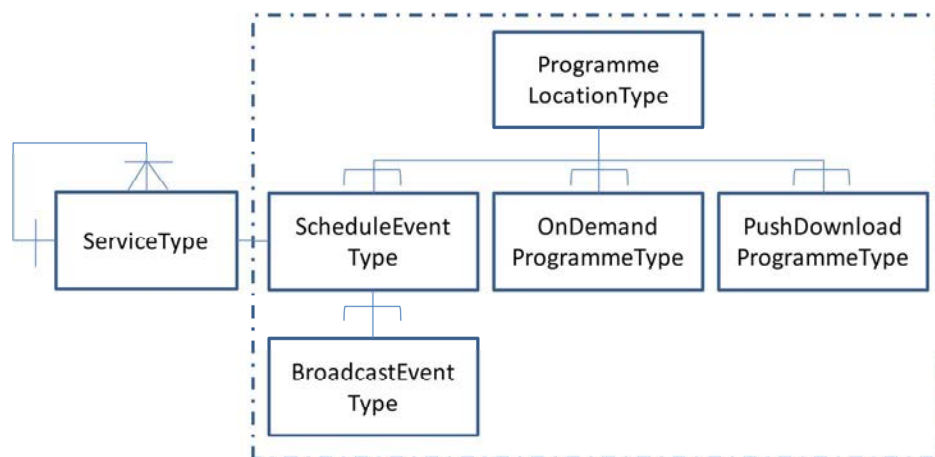 Programme
LocationType
ServiceType
ScheduleEvent
Type
OnDemand
ProgrammeType
PushDownload
ProgrammeType
BroadcastEvent
Type